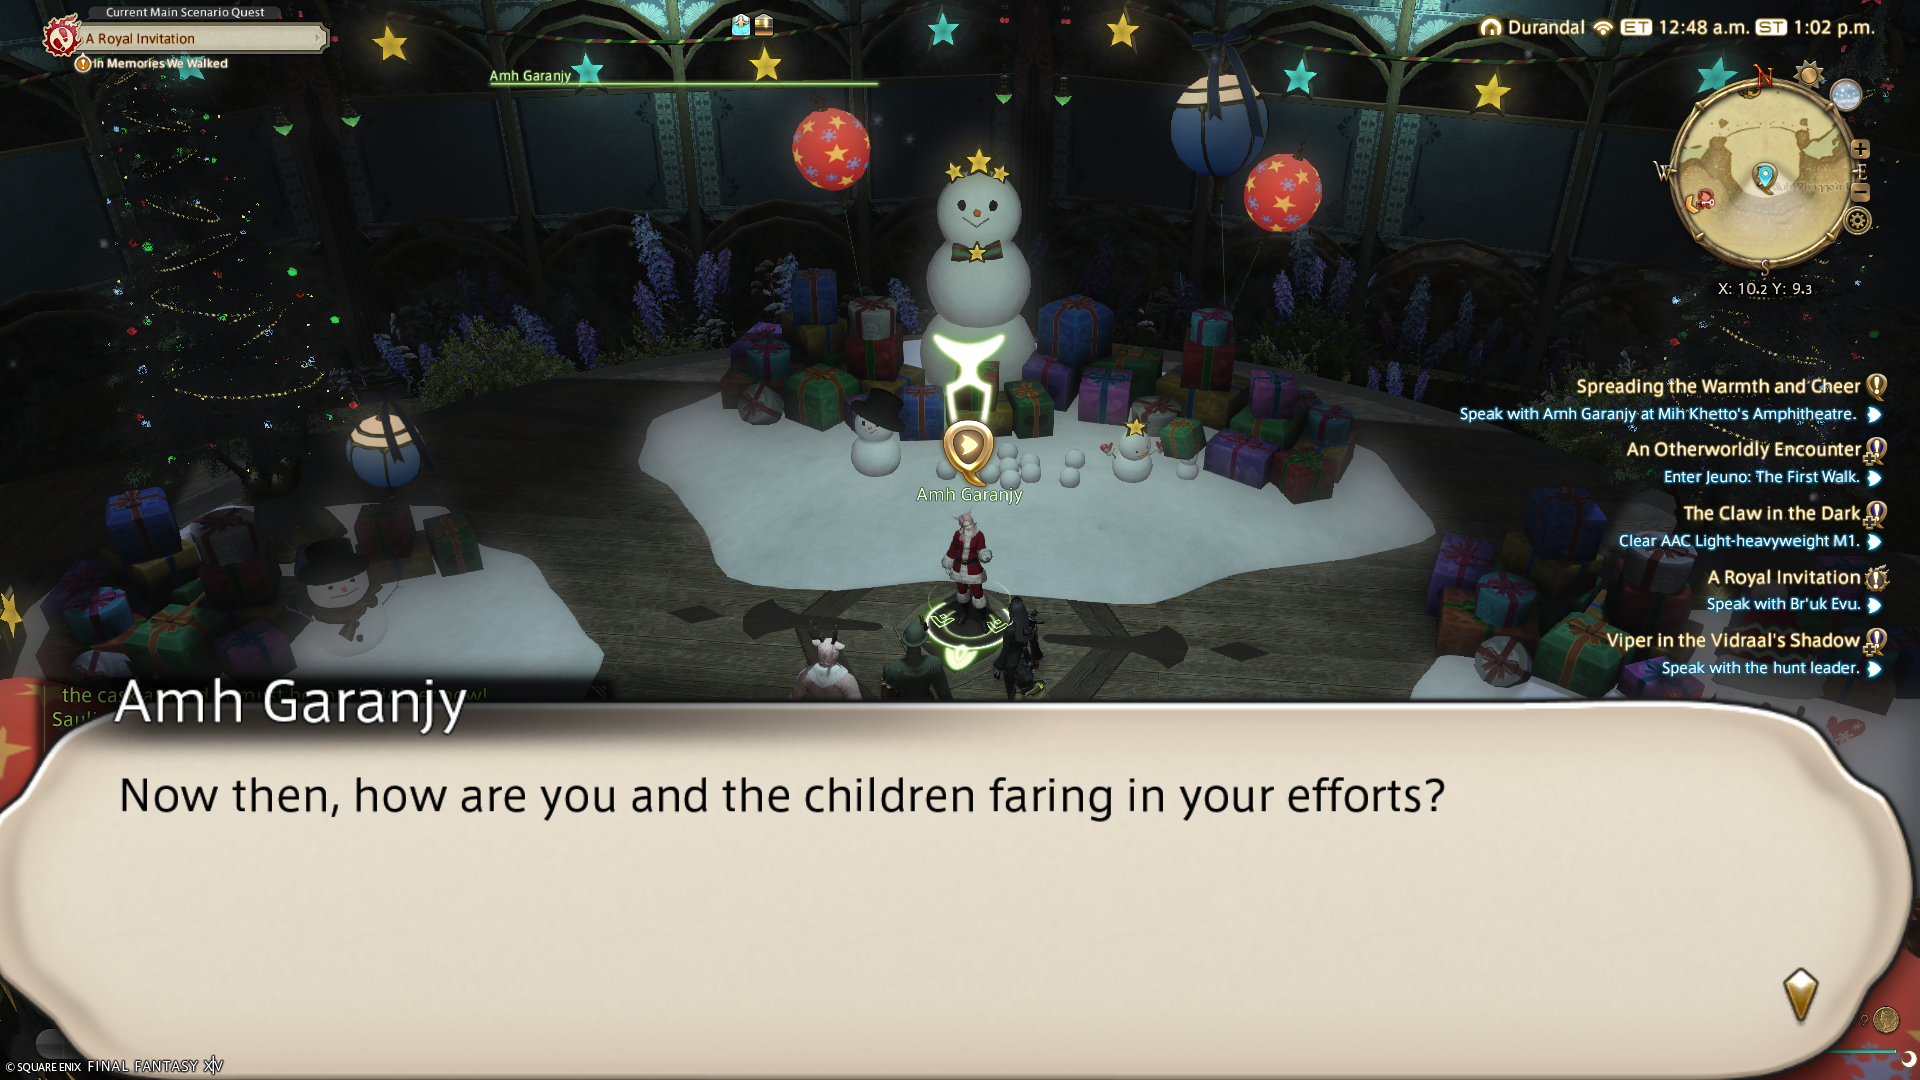 Current Main Scenario Quest
A Royal Invitation
In Memories We Walked
Amh Garanjy
Durandal ET 12:48 a.m. ST 1:02 p.m.
N
W
E
S
X: 10.2 Y: 9.3
Spreading the Warmth and Cheer
Speak with Amh Garanjy at Mih Khetto's Amphitheatre.
An Otherworldly Encounter
Enter Jeuno: The First Walk.
The Claw in the Dark
Clear AAC Light-heavyweight M1.
A Royal Invitation
Speak with Br'uk Evu.
Viper in the Vidraal's Shadow
Speak with the hunt leader.
Amh Garanjy
the
Amh Garanjy
Now then, how are you and the children faring in your efforts?
© SQUARE ENIX FINAL FANTASY XIV